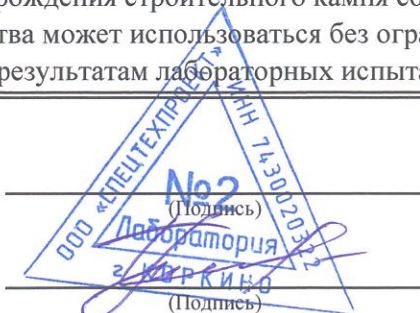 рождения строительного камня со
тва может использоваться без огра
результатам лабораторных испыта
ООО «СПЕЦТЕХПРОЕКТ» ИНН 7430020322
№2
(Подпись)
Лаборатория
г. КОРКИНО
(Подпись)